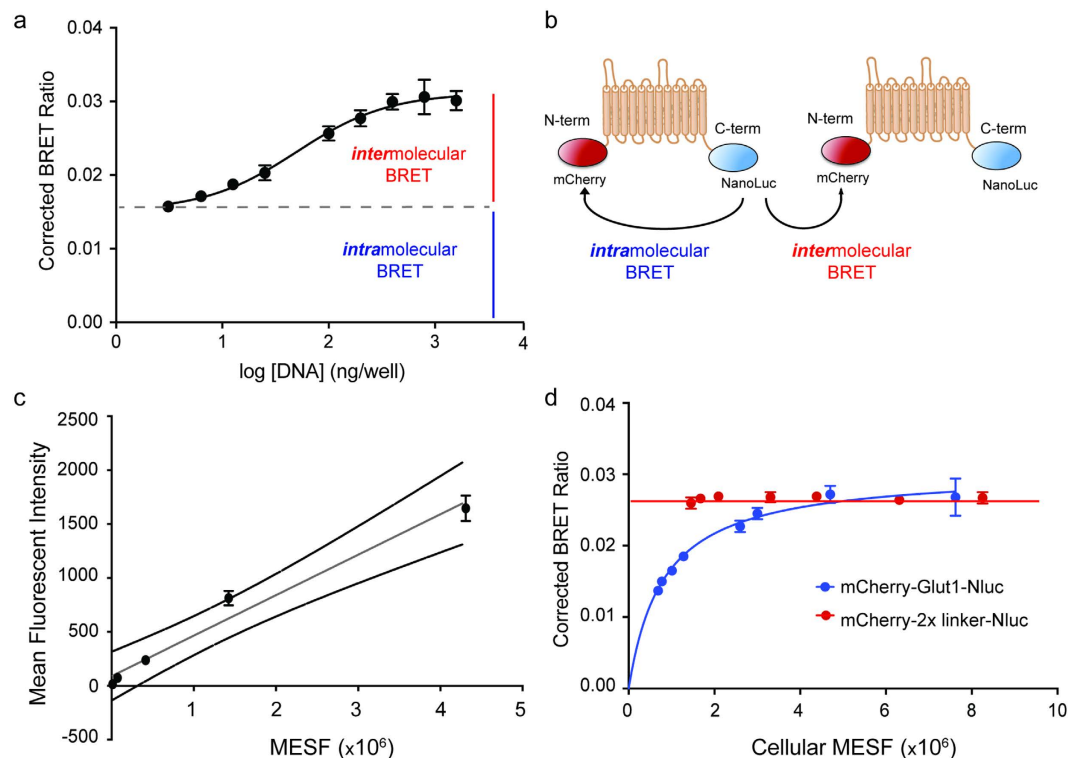 a
Corrected BRET Ratio
0.04
0.03
0.02
0.01
0.00
intermolecular
BRET
intramolecular
BRET
0
1
2
3
4
log [DNA] (ng/well)
b
N-term
C-term
mCherry
NanoLuc
N-term
C-term
mCherry
NanoLuc
intramolecular
BRET
intermolecular
BRET
c
Mean Fluorescent Intensity
2500
2000
1500
1000
500
0
-500
1
2
3
4
5
MESF (x10⁶)
d
Corrected BRET Ratio
0.04
0.03
0.02
0.01
0.00
mCherry-Glut1-Nluc
mCherry-2x linker-Nluc
0
2
4
6
8
10
Cellular MESF (x10⁶)